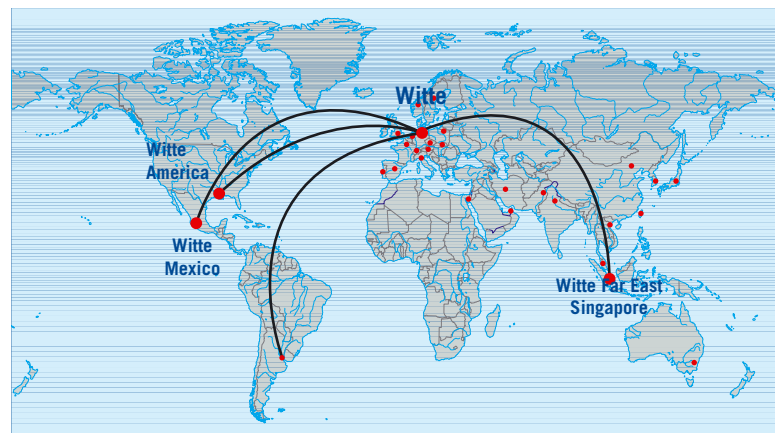 Witte
Witte
America
Witte
Mexico
Witte Far East
Singapore